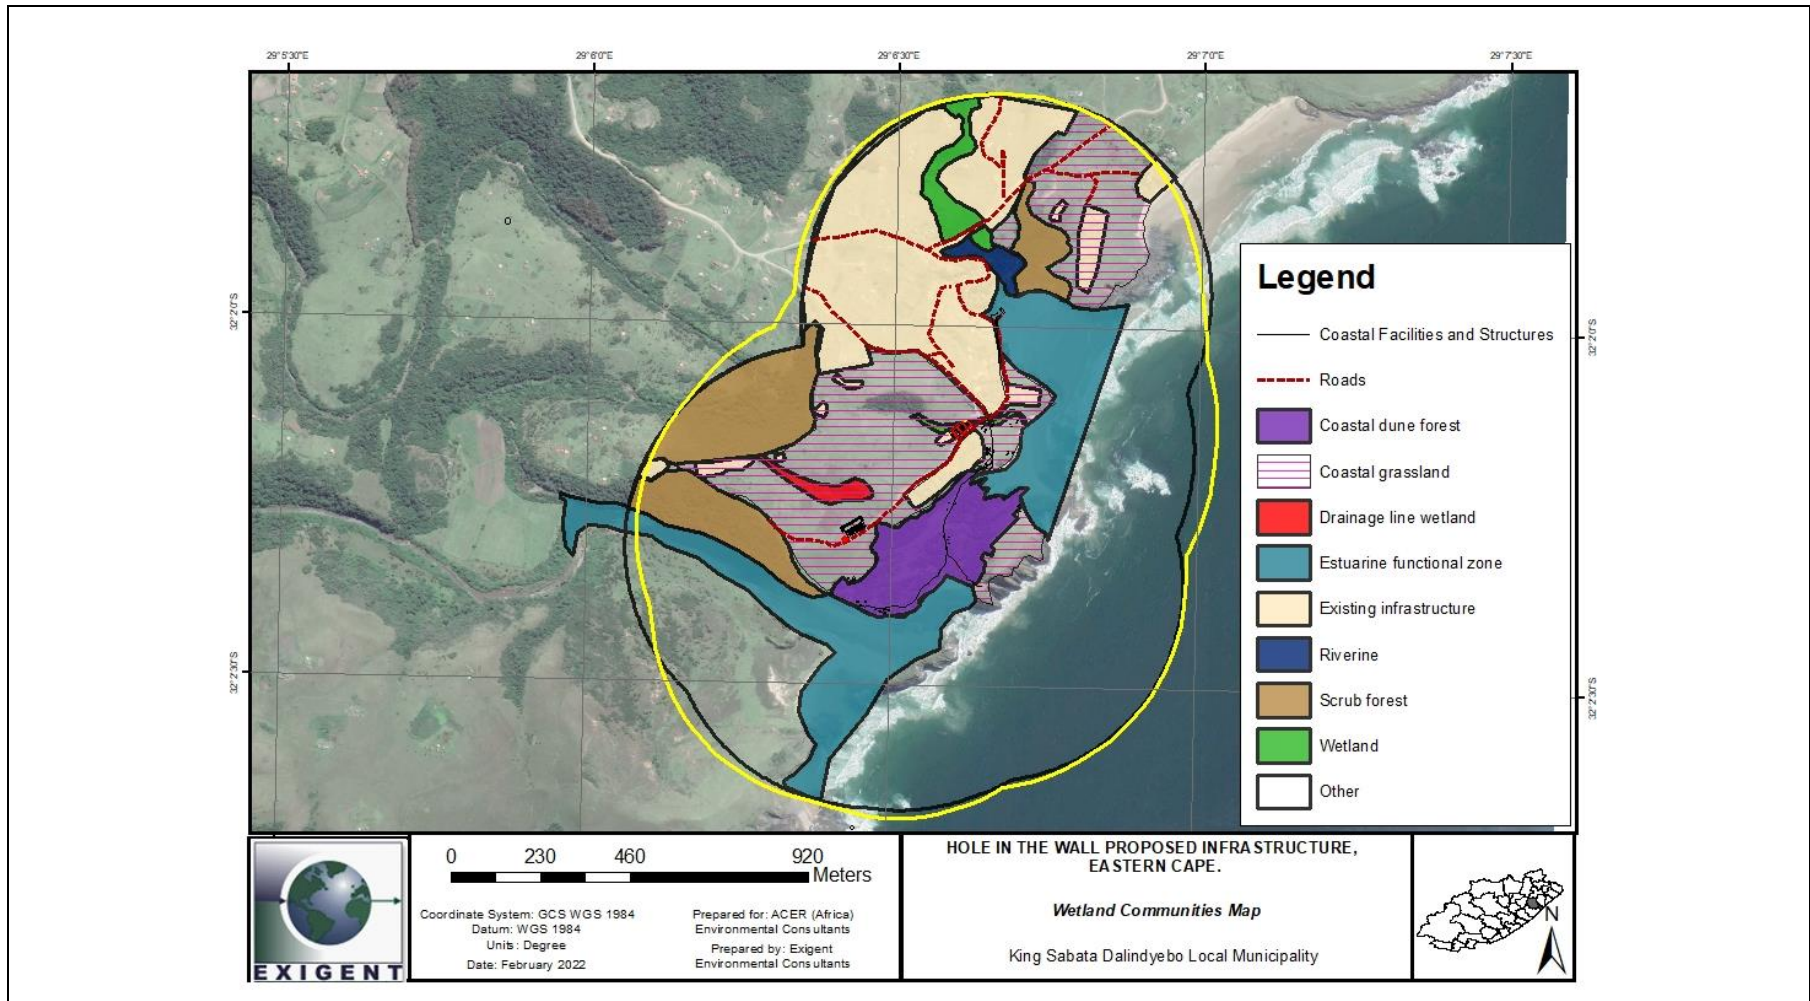 29°5'30"E
29°6'0"E
29°6'30"E
29°7'0"E
29°7'30"E
32°2'0"S
32°2'0"S
32°2'30"S
32°2'30"S
Legend
Coastal Facilities and Structures
Roads
Coastal dune forest
Coastal grassland
Drainage line wetland
Estuarine functional zone
Existing infrastructure
Riverine
Scrub forest
Wetland
Other
EXIGENT
0 230 460 920
Meters
Coordinate System: GCS WGS 1984
Datum: WGS 1984
Units: Degree
Date: February 2022
Prepared for: ACER (Africa)
Environmental Consultants
Prepared by: Exigent
Environmental Consultants
HOLE IN THE WALL PROPOSED INFRASTRUCTURE,
EASTERN CAPE.
Wetland Communities Map
King Sabata Dalindyebo Local Municipality
N